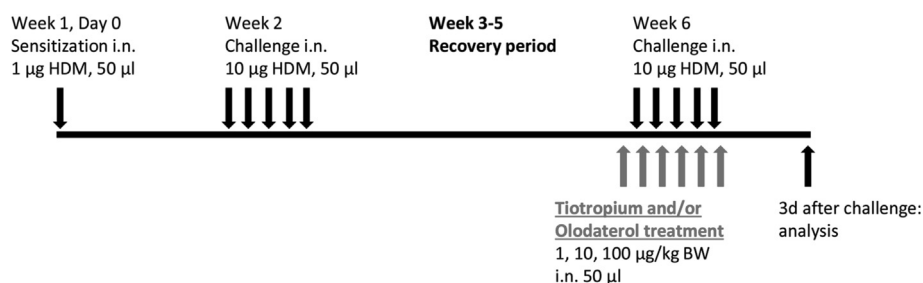 Week 1, Day 0
Sensitization i.n.
1 µg HDM, 50 µl
Week 2
Challenge i.n.
10 µg HDM, 50 µl
Week 3-5
Recovery period
Week 6
Challenge i.n.
10 µg HDM, 50 µl
Tiotropium and/or
Olodaterol treatment
1, 10, 100 µg/kg BW
i.n. 50 µl
3d after challenge:
analysis